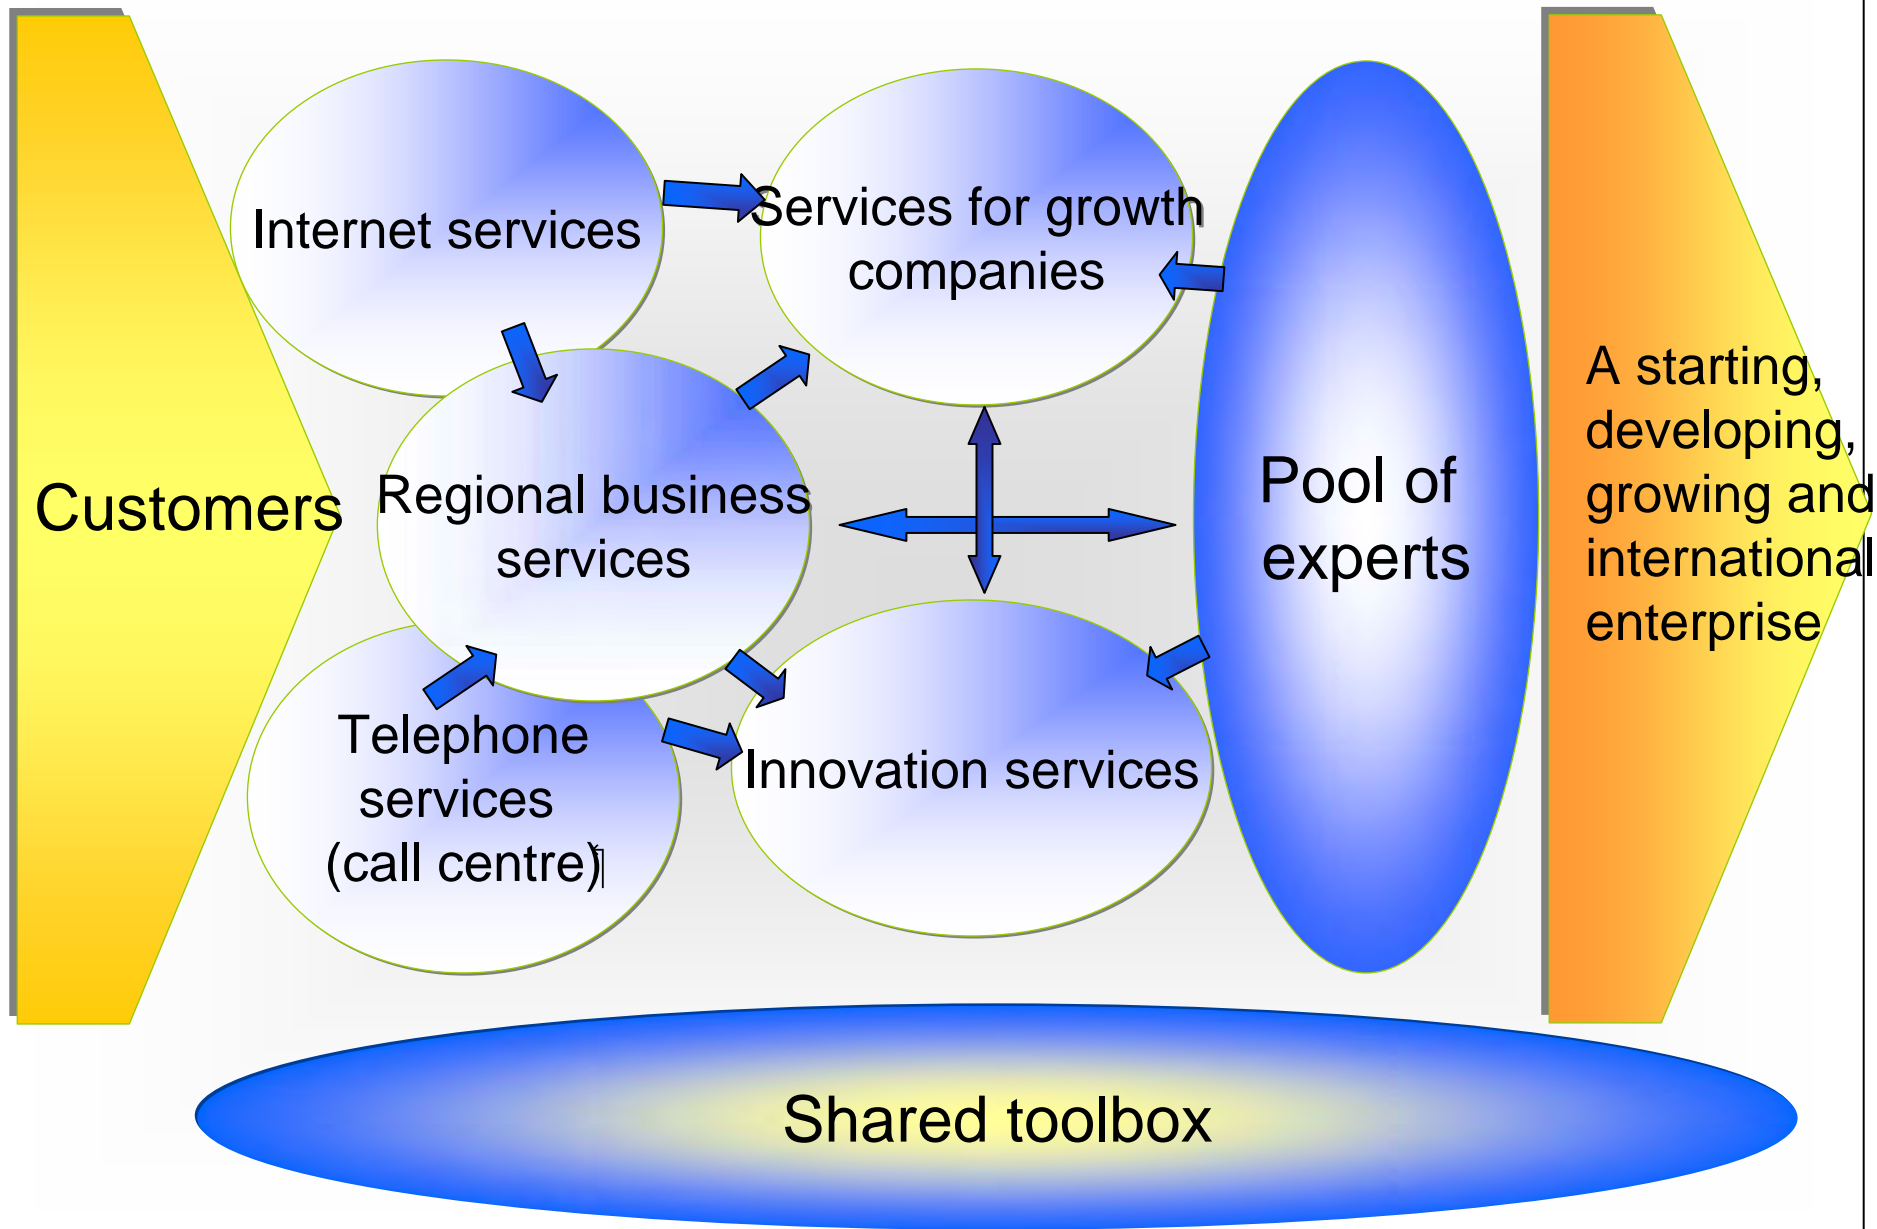 Customers
Internet services
Services for growth
companies
Regional business
services
Telephone
services
(call centre)
Innovation services
Pool of
experts
A starting,
developing,
growing and
international
enterprise
Shared toolbox